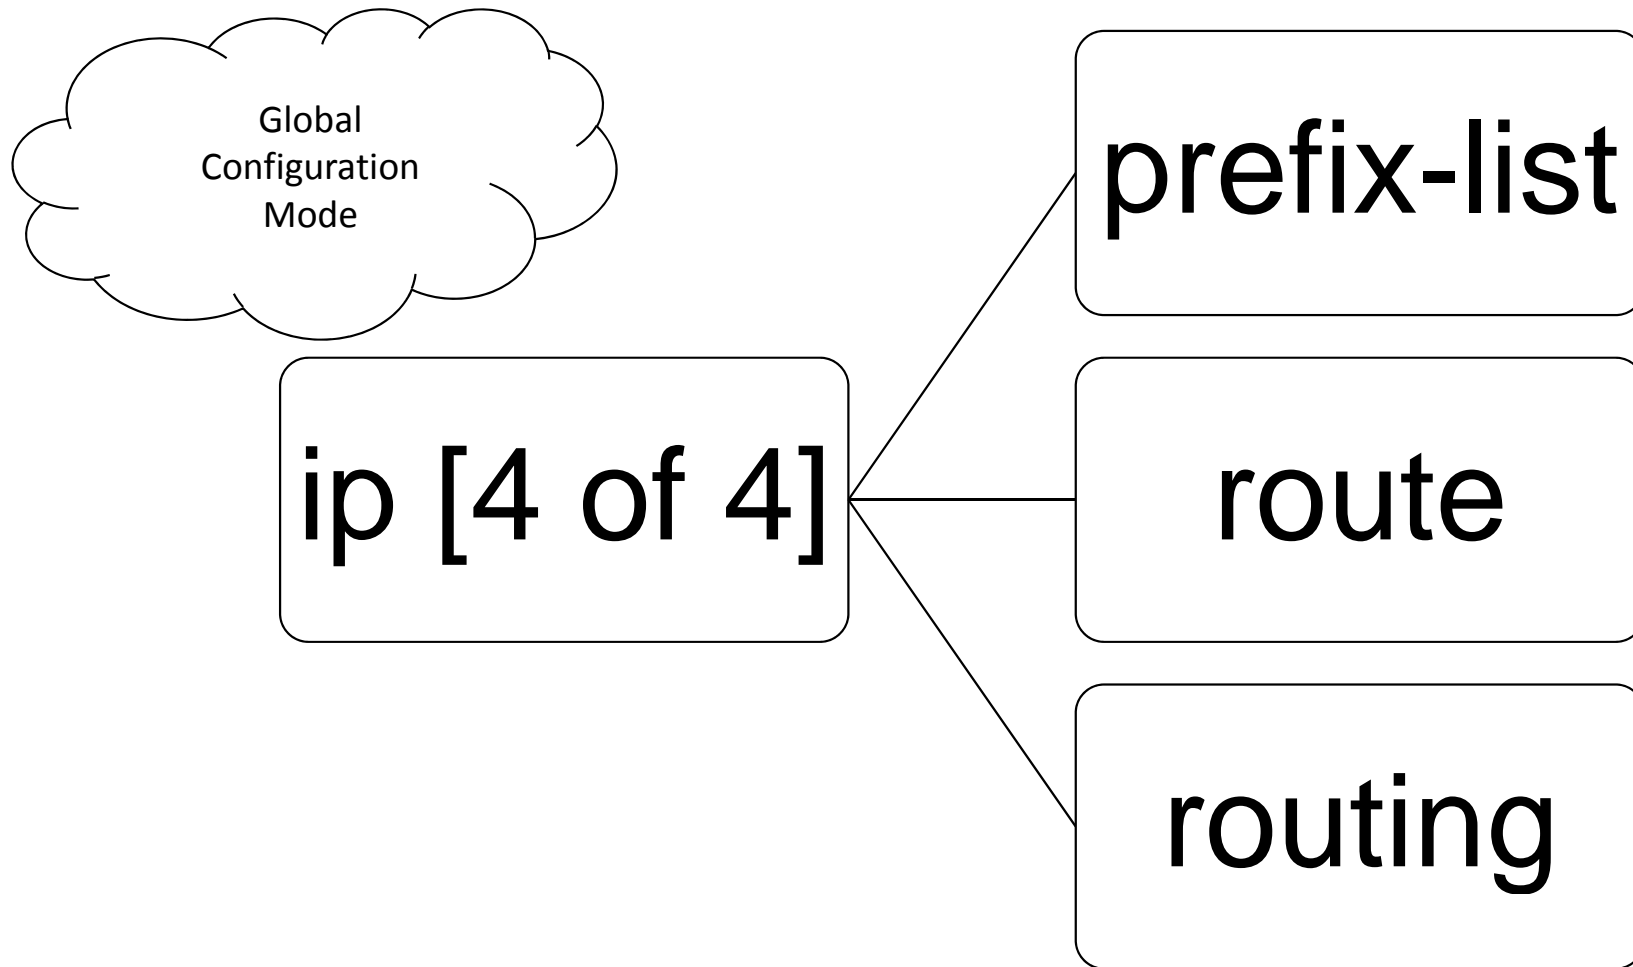 Global
Configuration
Mode
ip [4 of 4]
prefix-list
route
routing